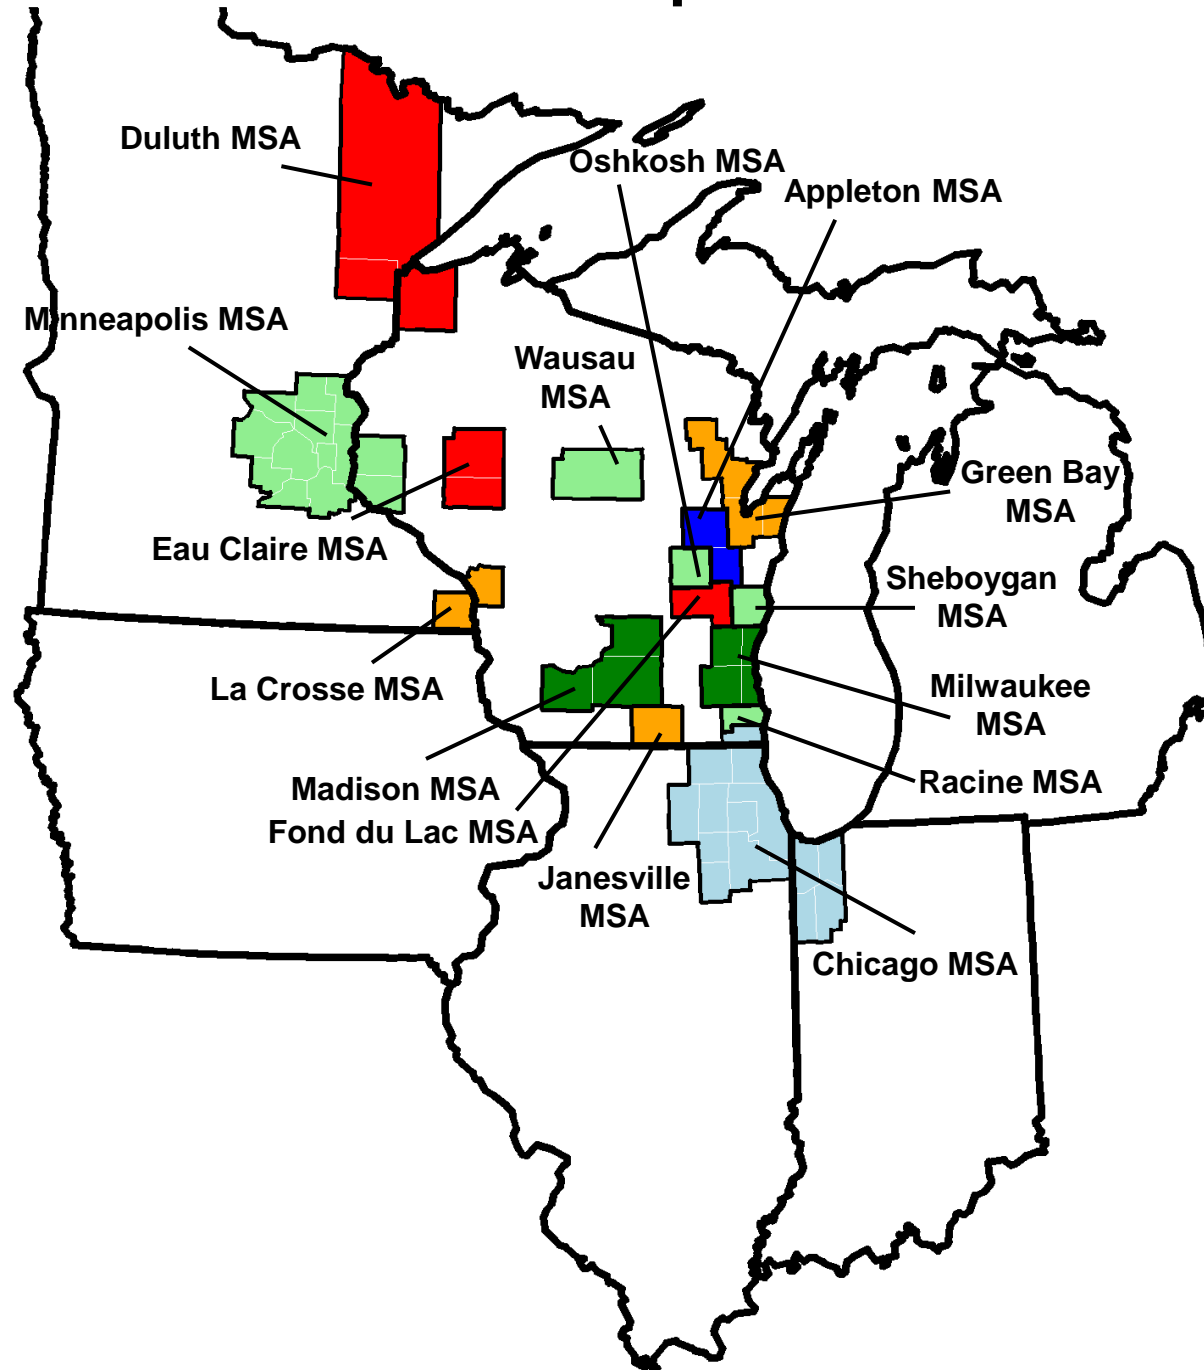 Duluth MSA
Oshkosh MSA
Appleton MSA
Minneapolis MSA
Wausau
MSA
Green Bay
MSA
Eau Claire MSA
Sheboygan
MSA
La Crosse MSA
Milwaukee
MSA
Madison MSA
Racine MSA
Fond du Lac MSA
Janesville
MSA
Chicago MSA